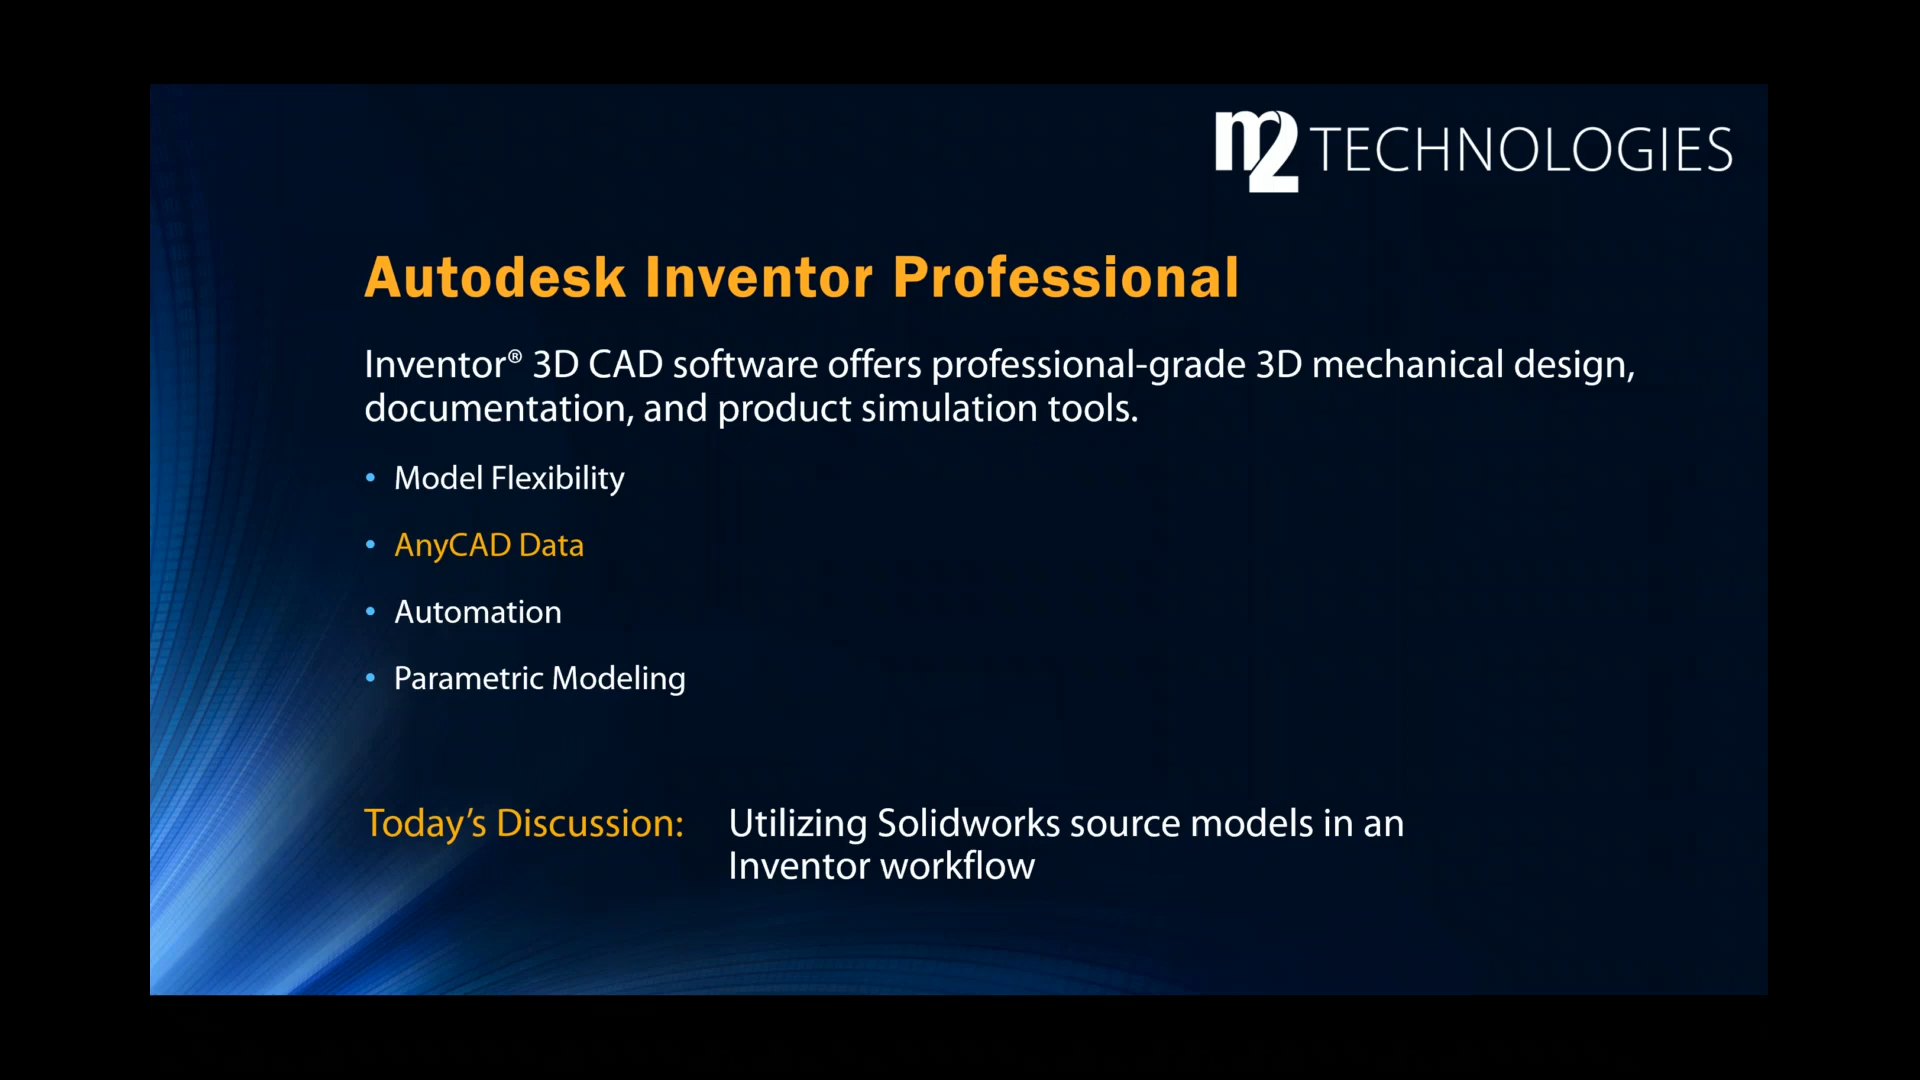 m2 TECHNOLOGIES
Autodesk Inventor Professional
Inventor® 3D CAD software offers professional-grade 3D mechanical design,
documentation, and product simulation tools.
• Model Flexibility
• AnyCAD Data
• Automation
• Parametric Modeling
Today’s Discussion: Utilizing Solidworks source models in an
Inventor workflow